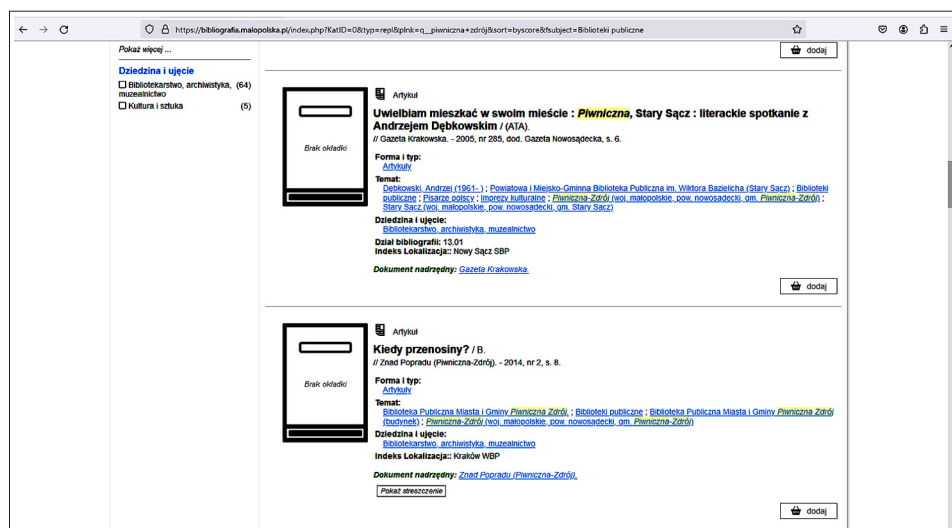 https://bibliografia.malopolska.pl/index.php?KatID=0&typ=repl&plnk=q__piwniczna+zdrój&sort=byscore&fsubject=Biblioteki publiczne
Pokaż więcej ...
dodaj
Dziedzina i ujęcie
Bibliotekarstwo, archiwistyka, (64)
muzealnictwo
Kultura i sztuka (5)
Brak okładki
Artykuł
Uwielbiam mieszkać w swoim mieście : Piwniczna, Stary Sącz : literackie spotkanie z
Andrzejem Dębkowskim / (ATA).
// Gazeta Krakowska. - 2005, nr 285, dod. Gazeta Nowosądecka, s. 6.
Forma i typ:
Artykuły
Temat:
Dębkowski, Andrzej (1961- ) ; Powiatowa i Miejsko-Gminna Biblioteka Publiczna im. Wiktora Bazielicha (Stary Sącz) ; Biblioteki
publiczne ; Pisarze polscy ; Imprezy kulturalne ; Piwniczna-Zdrój (woj. małopolskie, pow. nowosądecki, gm. Piwniczna-Zdrój) ;
Stary Sącz (woj. małopolskie, pow. nowosądecki, gm. Stary Sącz)
Dziedzina i ujęcie:
Bibliotekarstwo, archiwistyka, muzealnictwo
Dział bibliografii: 13.01
Indeks Lokalizacja:: Nowy Sącz SBP
Dokument nadrzędny: Gazeta Krakowska.
dodaj
Brak okładki
Artykuł
Kiedy przenosiny? / B.
// Znad Popradu (Piwniczna-Zdrój). - 2014, nr 2, s. 8.
Forma i typ:
Artykuły
Temat:
Biblioteka Publiczna Miasta i Gminy Piwniczna Zdrój. ; Biblioteki publiczne ; Biblioteka Publiczna Miasta i Gminy Piwniczna Zdrój
(budynek) ; Piwniczna-Zdrój (woj. małopolskie, pow. nowosądecki, gm. Piwniczna-Zdrój)
Dziedzina i ujęcie:
Bibliotekarstwo, archiwistyka, muzealnictwo
Indeks Lokalizacja:: Kraków WBP
Dokument nadrzędny: Znad Popradu (Piwniczna-Zdrój).
Pokaż streszczenie
dodaj